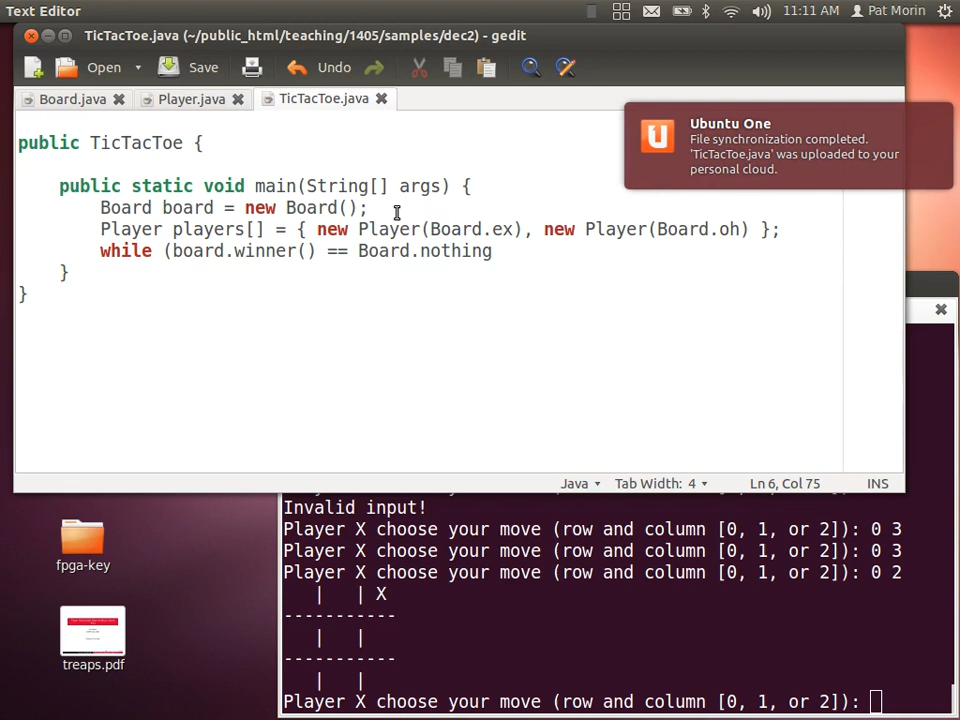 Text Editor
11:11 AM
Pat Morin
TicTacToe.java (~/public_html/teaching/1405/samples/dec2) - gedit
Open
Save
Undo
Board.java
Player.java
TicTacToe.java
Ubuntu One
File synchronization completed.
'TicTacToe.java' was uploaded to your
personal cloud.
public TicTacToe {
public static void main(String[] args) {
Board board = new Board();
Player players[] = { new Player(Board.ex), new Player(Board.oh) };
while (board.winner() == Board.nothing
}
}
Java
Tab Width: 4
Ln 6, Col 75
INS
Invalid input!
Player X choose your move (row and column [0, 1, or 2]): 0 3
Player X choose your move (row and column [0, 1, or 2]): 0 3
Player X choose your move (row and column [0, 1, or 2]): 0 2
| | X
-----------
| |
-----------
| |
Player X choose your move (row and column [0, 1, or 2]):
fpga-key
treaps.pdf